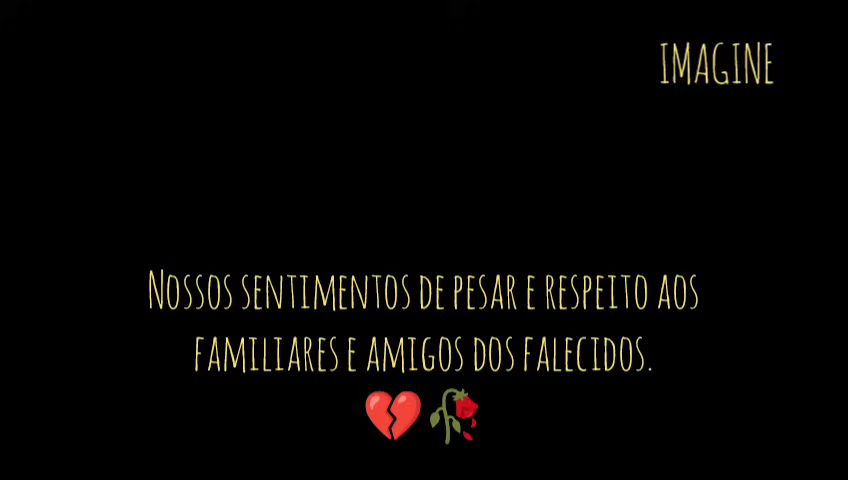 IMAGINE
Nossos sentimentos de pesar e respeito aos
familiares e amigos dos falecidos.
💔🥀